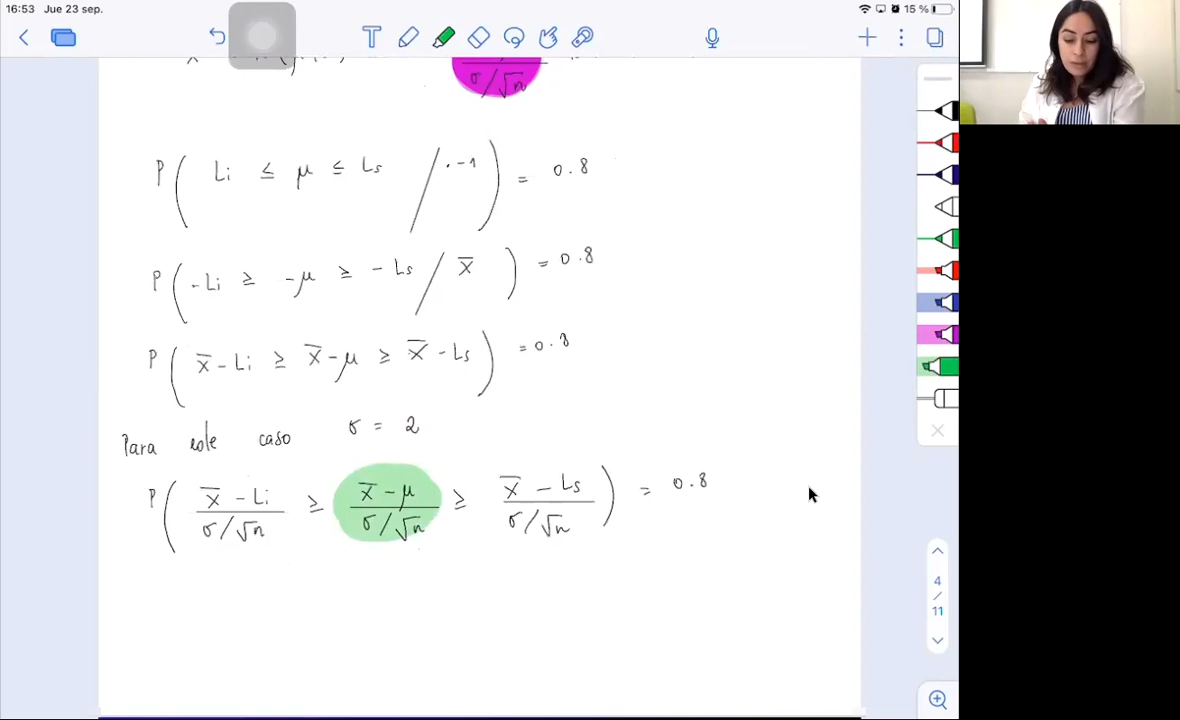 16:53 Jue 23 sep. 15 %
σ/√n
P( Li ≤ μ ≤ Ls / ·-1 ) = 0.8
P( -Li ≥ -μ ≥ -Ls / x̅ ) = 0.8
P( x̅ - Li ≥ x̅ - μ ≥ x̅ - Ls ) = 0.8
Para este caso σ = 2
P( (x̅ - Li)/(σ/√n) ≥ (x̅ - μ)/(σ/√n) ≥ (x̅ - Ls)/(σ/√n) ) = 0.8
4
/
11